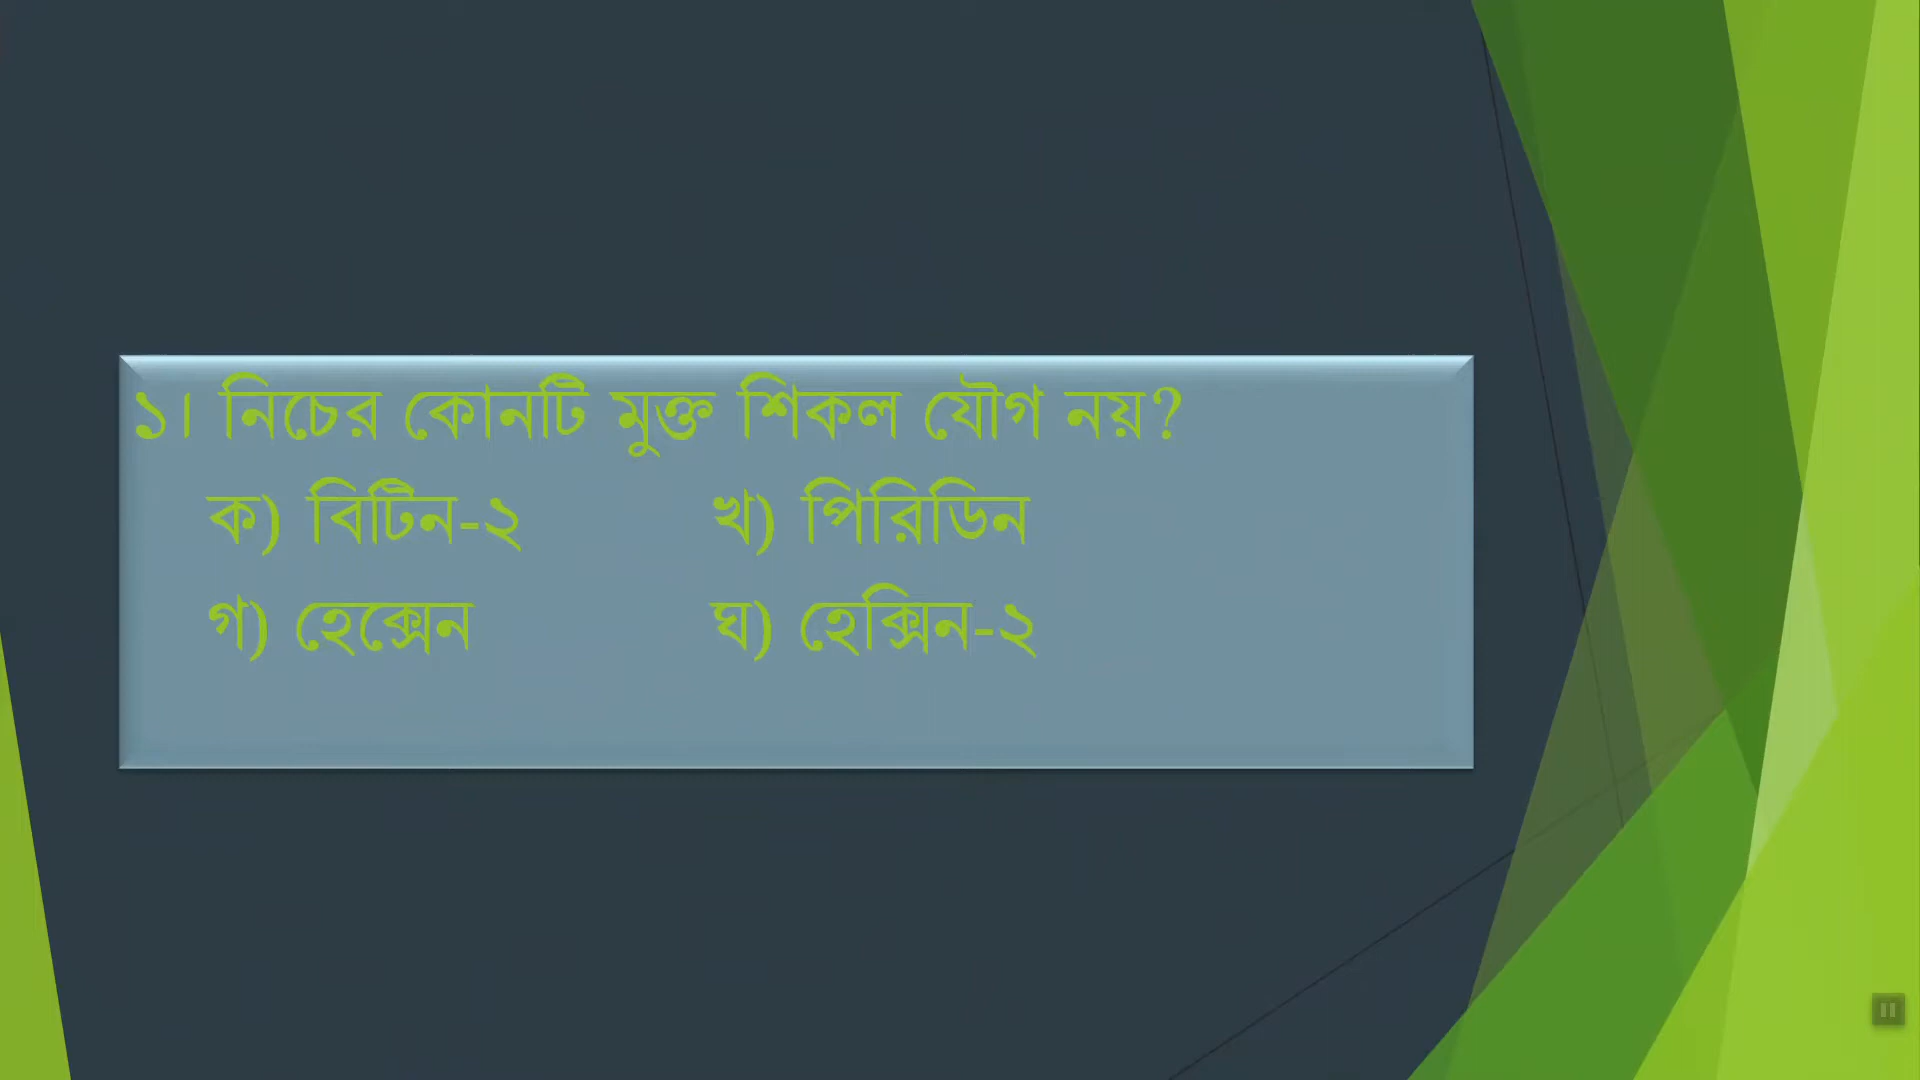 ১। নিচের কোনটি মুক্ত শিকল যৌগ নয়?
ক) বিটিন-২ খ) পিরিডিন
গ) হেক্সেন ঘ) হেক্সিন-২